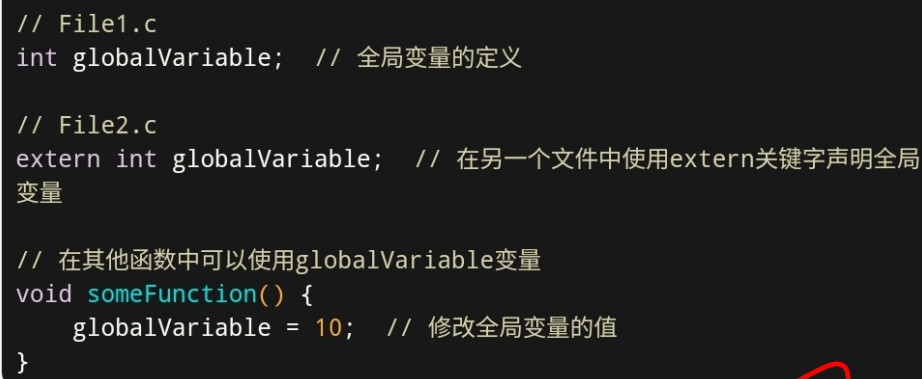 // File1.c
int globalVariable;  // 全局变量的定义
// File2.c
extern int globalVariable;  // 在另一个文件中使用extern关键字声明全局
变量
// 在其他函数中可以使用globalVariable变量
void someFunction() {
    globalVariable = 10;  // 修改全局变量的值
}